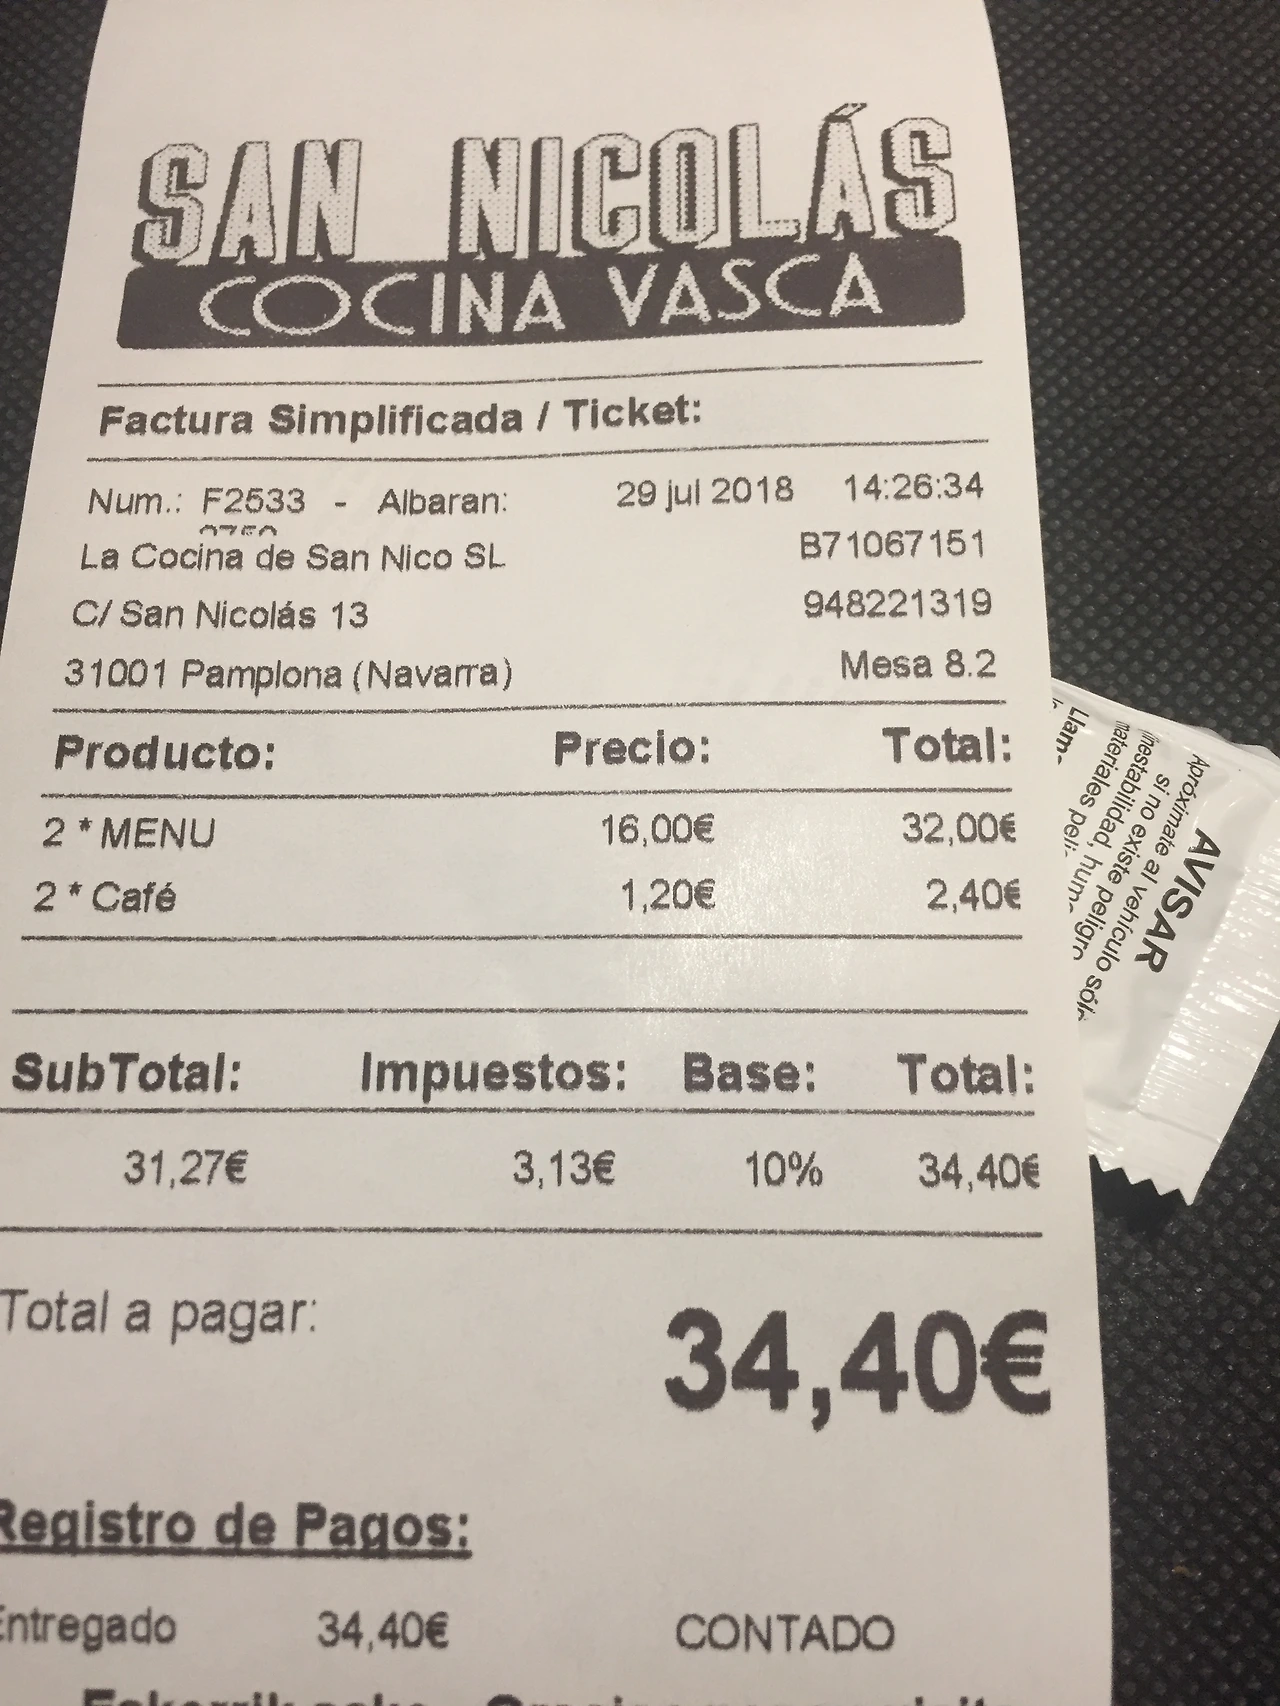 SAN NICOLÁS
COCINA VASCA
Factura Simplificada / Ticket:
Num.: F2533 - Albaran: 29 jul 2018 14:26:34
La Cocina de San Nico SL B71067151
C/ San Nicolás 13 948221319
31001 Pamplona (Navarra) Mesa 8.2
Producto: Precio: Total:
2 * MENU 16,00€ 32,00€
2 * Café 1,20€ 2,40€
SubTotal: Impuestos: Base: Total:
31,27€ 3,13€ 10% 34,40€
Total a pagar: 34,40€
Registro de Pagos:
Entregado 34,40€ CONTADO
AVISAR
Apróximate al vehículo
si no existe peligro
inestabilidad,
materiales